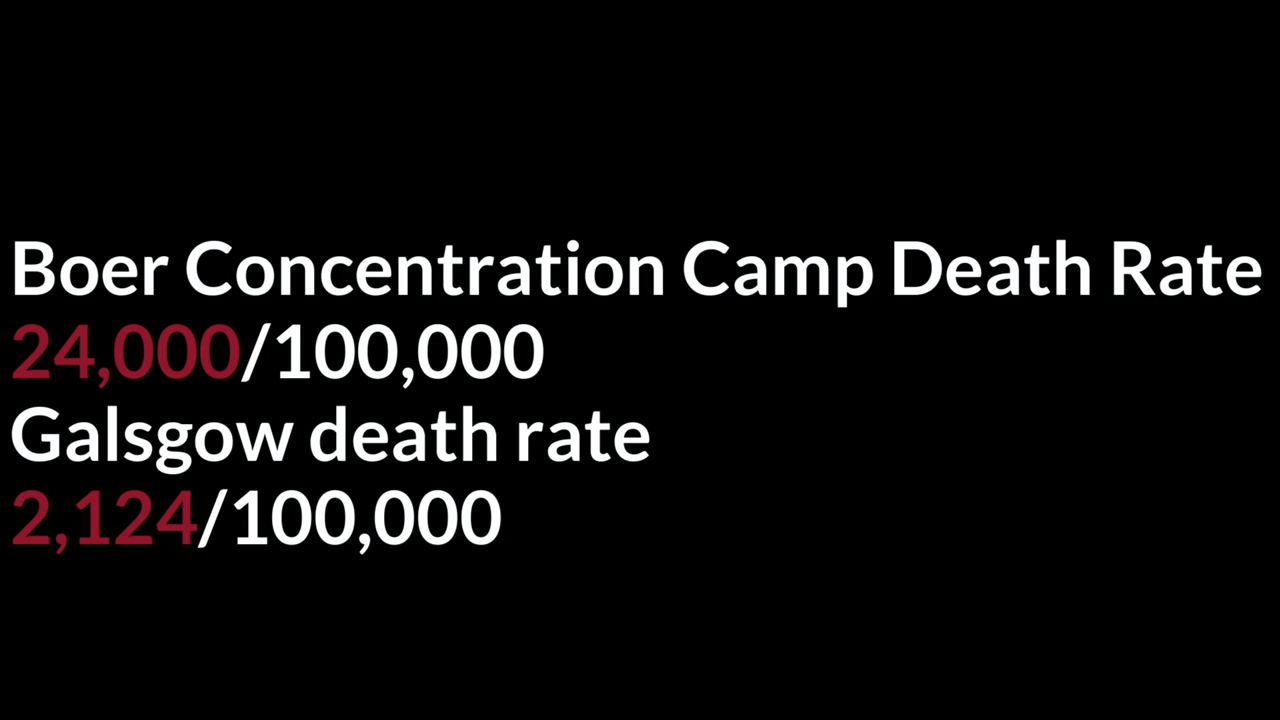 Boer Concentration Camp Death Rate
24,000/100,000
Galsgow death rate
2,124/100,000